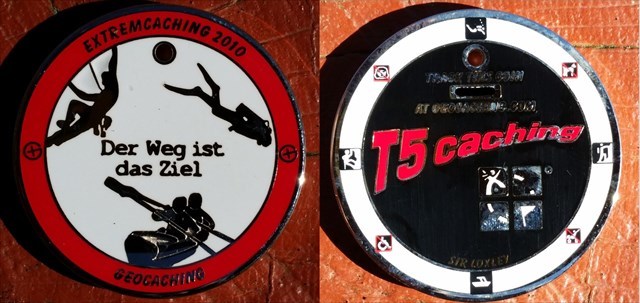 EXTREMCACHING 2010
Der Weg ist
das Ziel
GEOCACHING
TRACK THIS COIN
AT GEOCACHING.COM
T5 caching
SIR LOXLEY